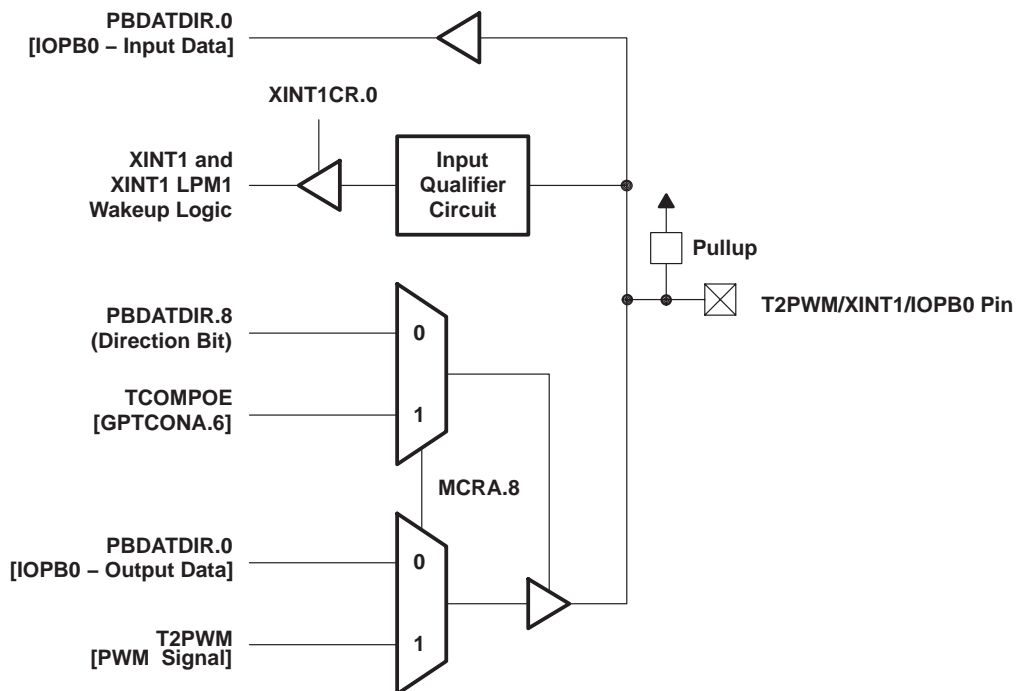 PBDATDIR.0
[IOPB0 – Input Data]
XINT1CR.0
XINT1 and
XINT1 LPM1
Wakeup Logic
Input
Qualifier
Circuit
Pullup
T2PWM/XINT1/IOPB0 Pin
PBDATDIR.8
(Direction Bit)
0
TCOMPOE
[GPTCONA.6]
1
MCRA.8
PBDATDIR.0
[IOPB0 – Output Data]
0
T2PWM
[PWM Signal]
1